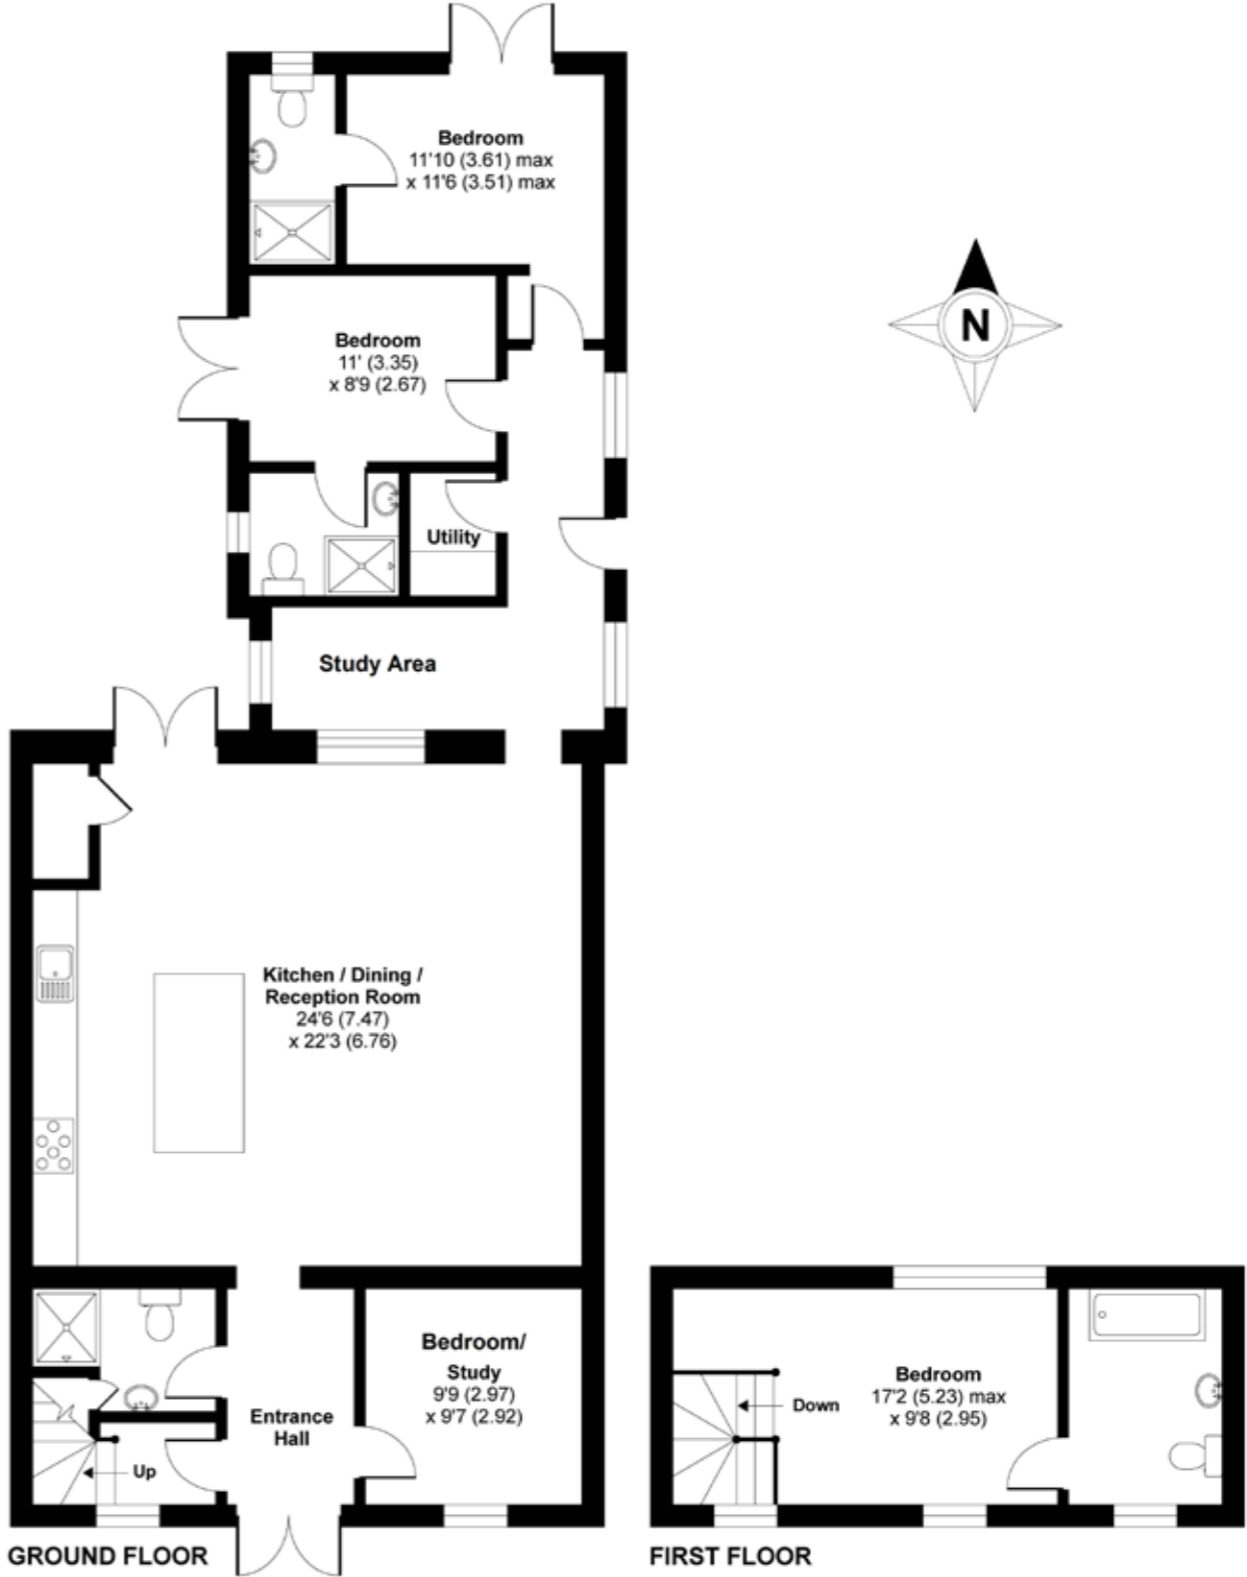 Bedroom
11'10 (3.61) max
x 11'6 (3.51) max
N
Bedroom
11' (3.35)
x 8'9 (2.67)
Utility
Study Area
Kitchen / Dining /
Reception Room
24'6 (7.47)
x 22'3 (6.76)
Bedroom/
Study
9'9 (2.97)
x 9'7 (2.92)
Entrance
Hall
Up
GROUND FLOOR
Bedroom
17'2 (5.23) max
x 9'8 (2.95)
Down
FIRST FLOOR